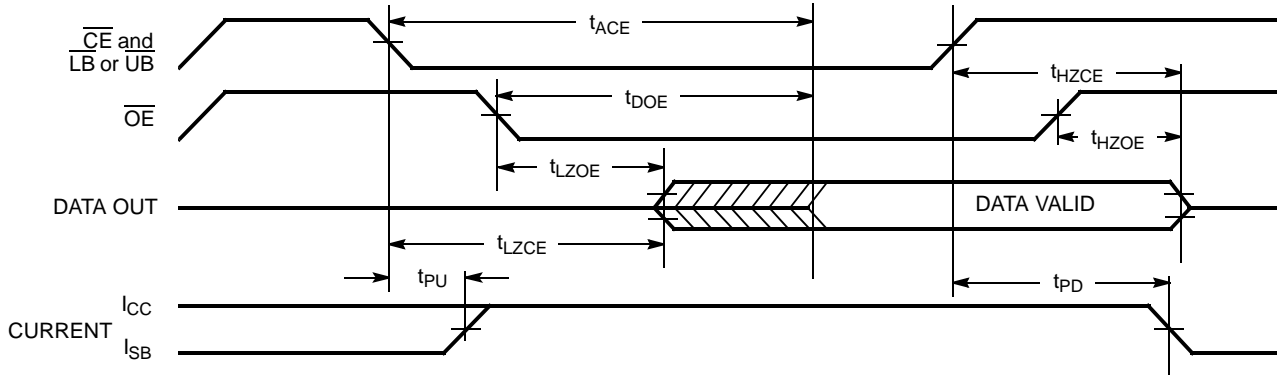 tACE
CE and
LB or UB
tHZCE
tDOE
OE
tHZOE
tLZOE
DATA OUT
DATA VALID
tLZCE
tPU
tPD
ICC
CURRENT
ISB